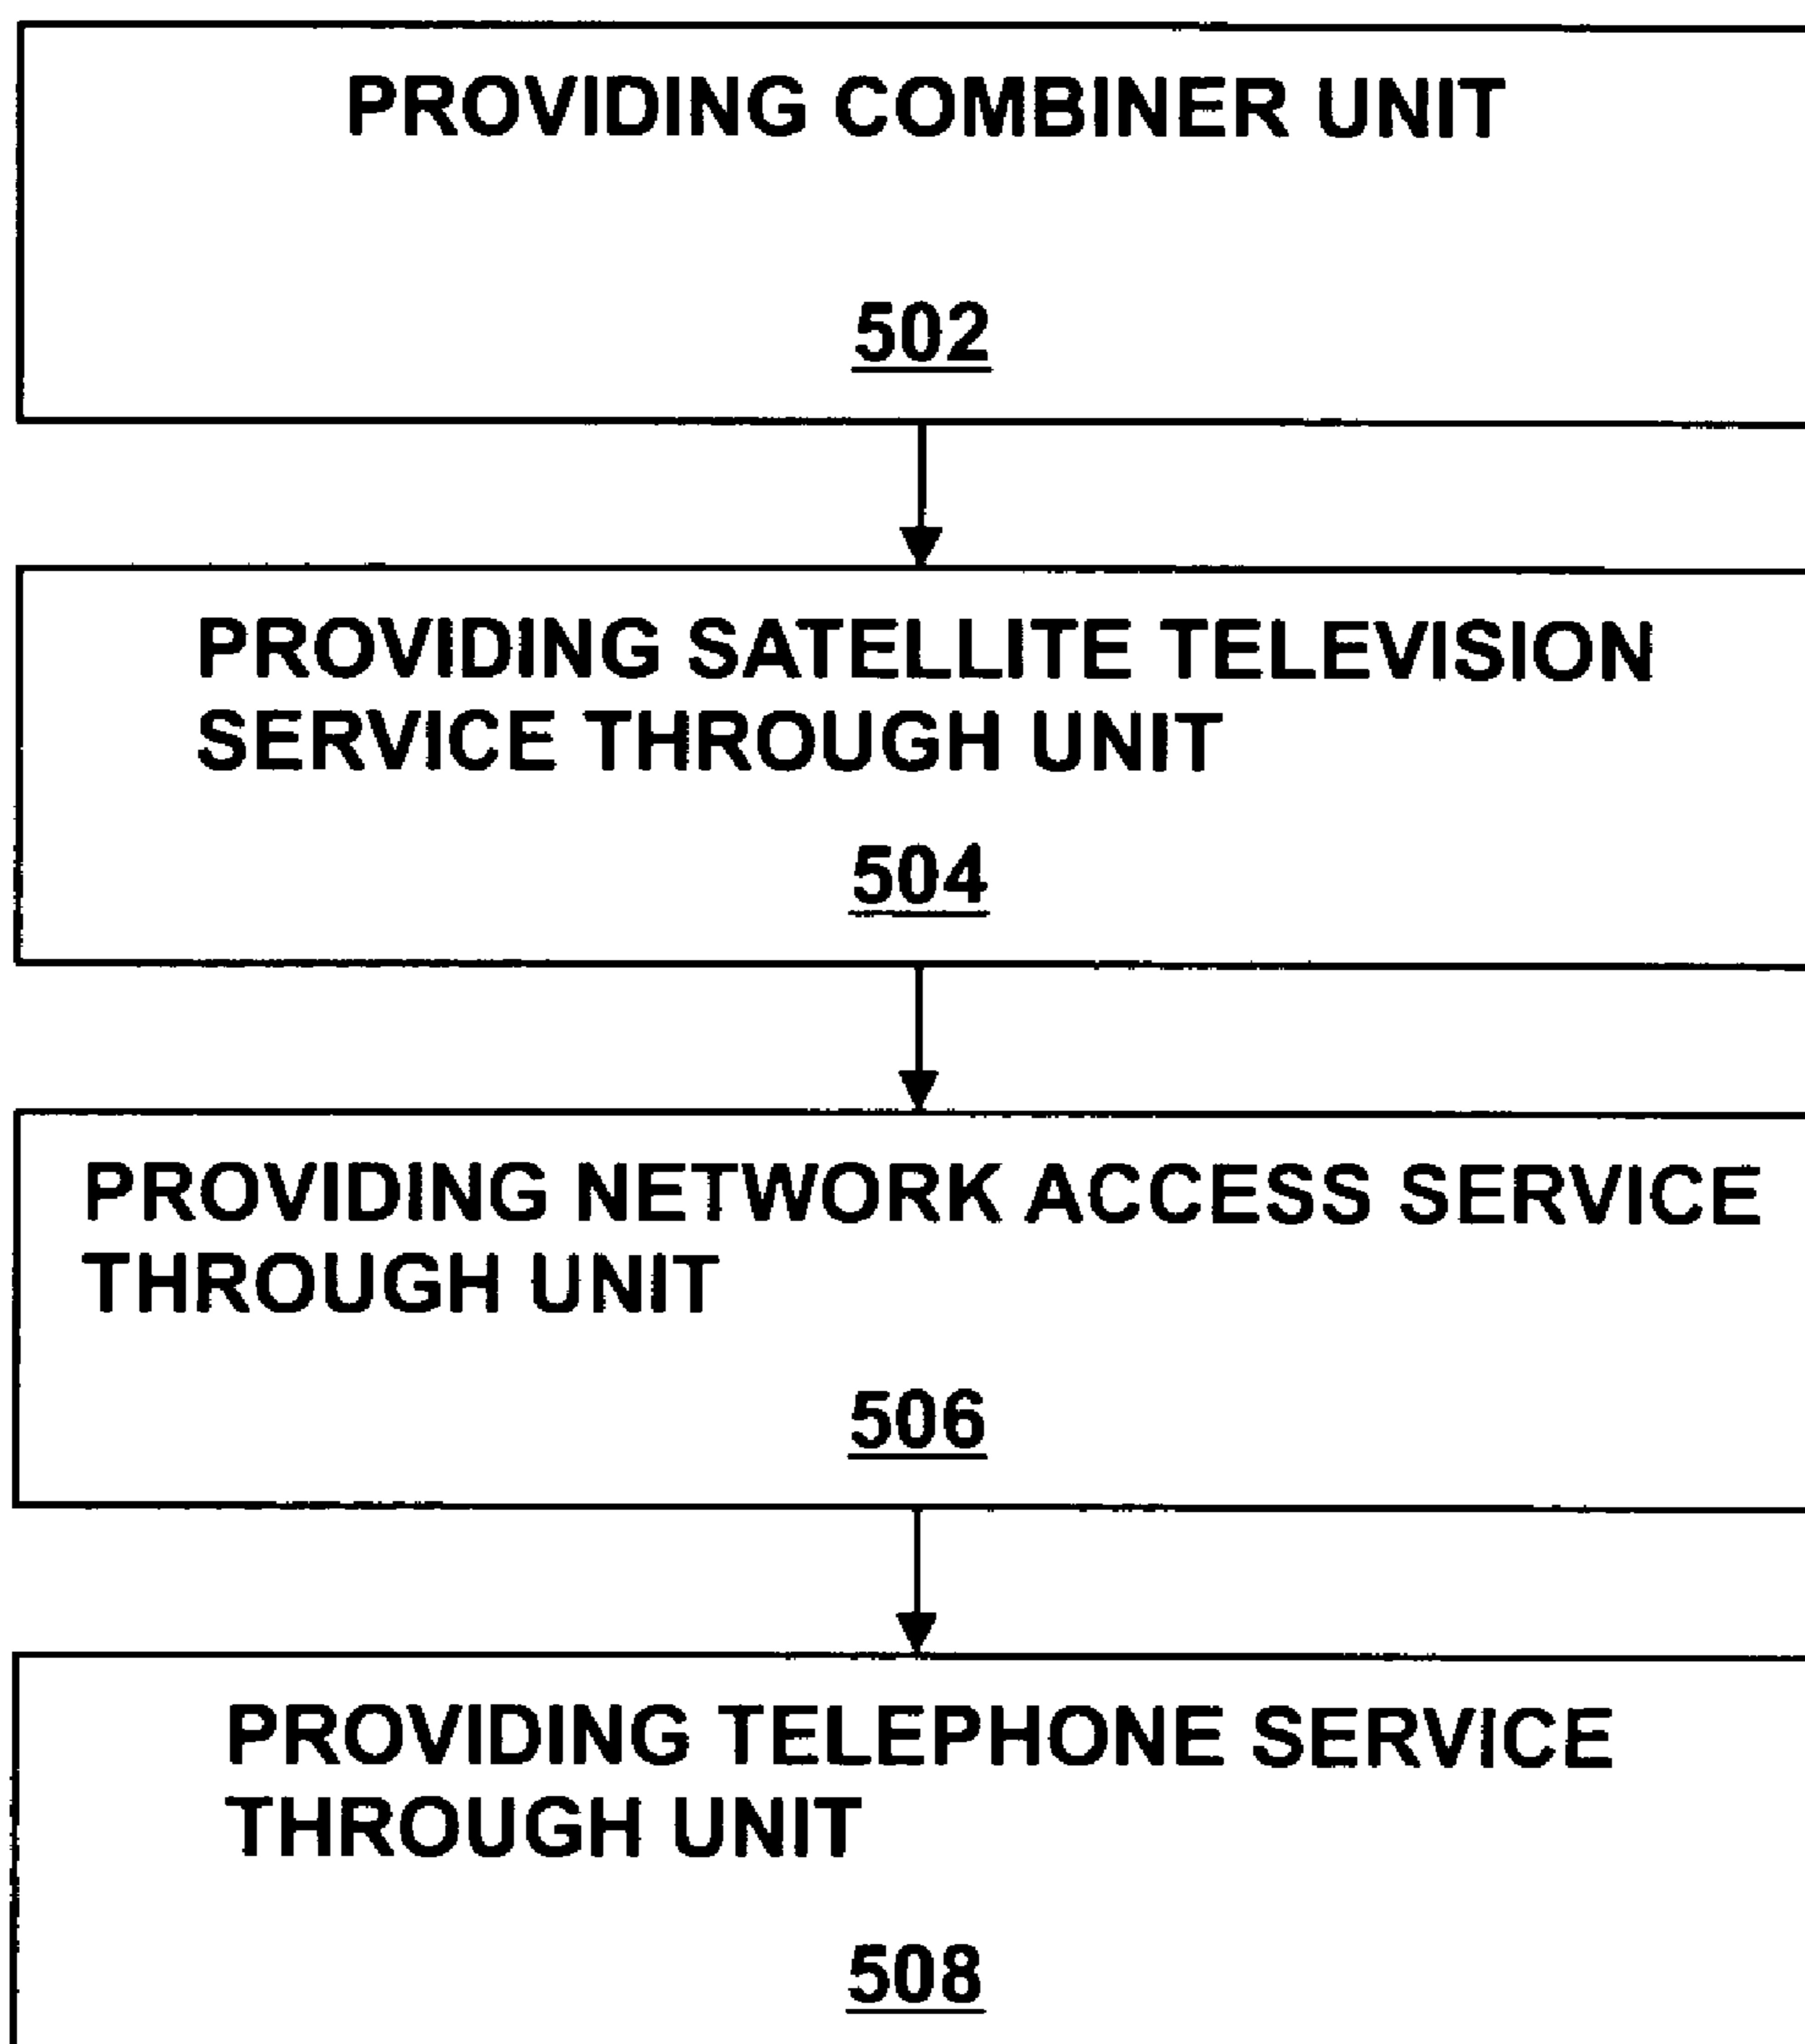 PROVIDING COMBINER UNIT
502
PROVIDING SATELLITE TELEVISION
SERVICE THROUGH UNIT
504
PROVIDING NETWORK ACCESS SERVICE
THROUGH UNIT
506
PROVIDING TELEPHONE SERVICE
THROUGH UNIT
508